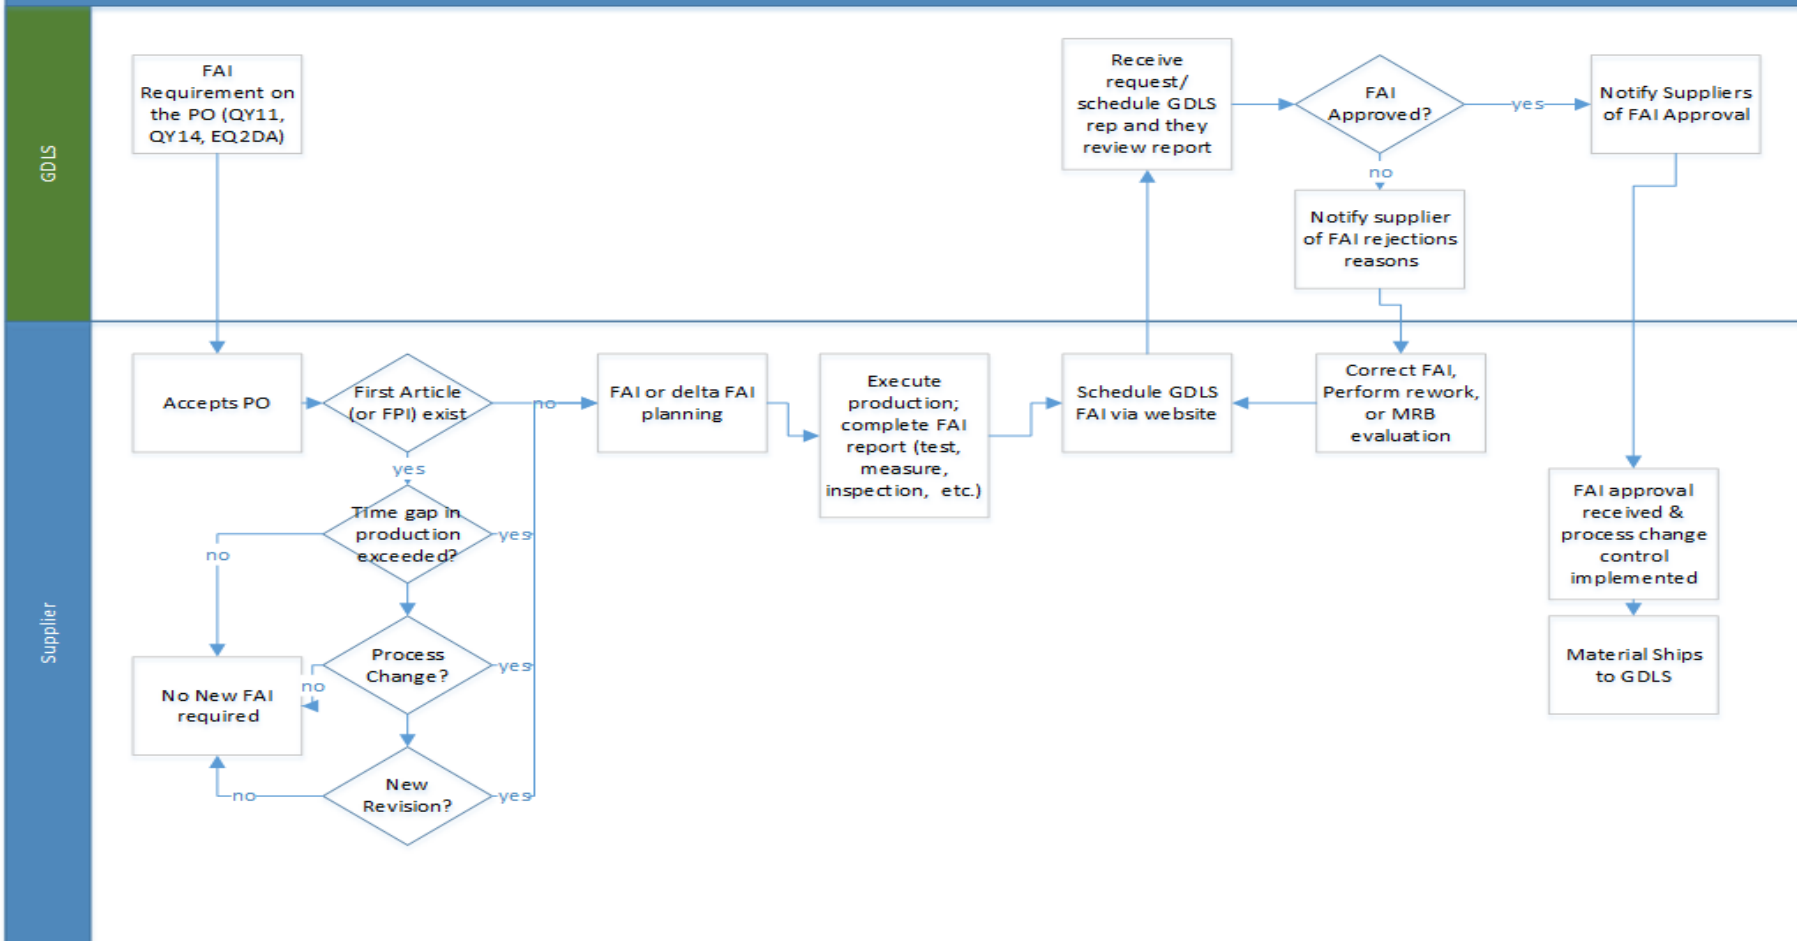 GDLS
FAI
Requirement on
the PO (QY11,
QY14, EQ2DA)
Receive
request/
schedule GDLS
rep and they
review report
FAI
Approved?
yes
Notify Suppliers
of FAI Approval
no
Notify supplier
of FAI rejections
reasons
Supplier
Accepts PO
First Article
(or FPI) exist
no
FAI or delta FAI
planning
Execute
production;
complete FAI
report (test,
measure,
inspection, etc.)
Schedule GDLS
FAI via website
Correct FAI,
Perform rework,
or MRB
evaluation
yes
Time gap in
production
exceeded?
yes
no
FAI approval
received &
process change
control
implemented
Process
Change?
yes
no
No New FAI
required
Material Ships
to GDLS
New
Revision?
yes
no